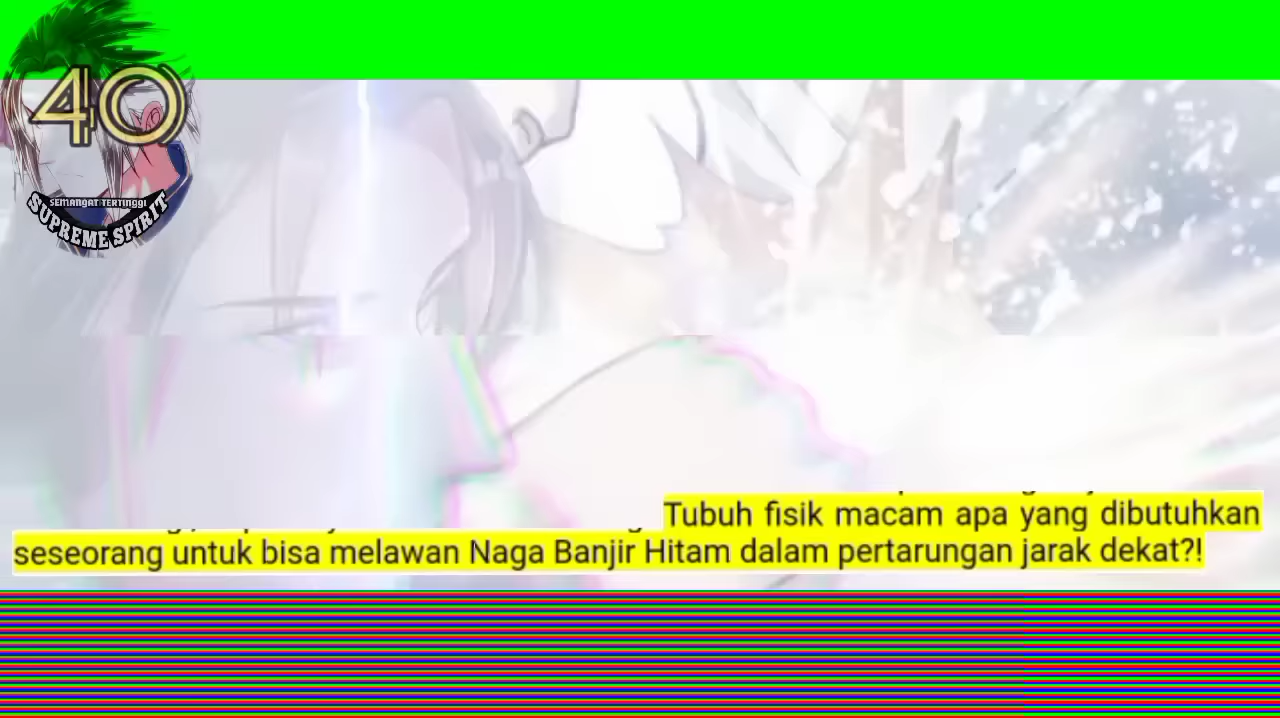 40
SEMANGAT TERTINGGI
SUPREME SPIRIT
Tubuh fisik macam apa yang dibutuhkan
seseorang untuk bisa melawan Naga Banjir Hitam dalam pertarungan jarak dekat?!